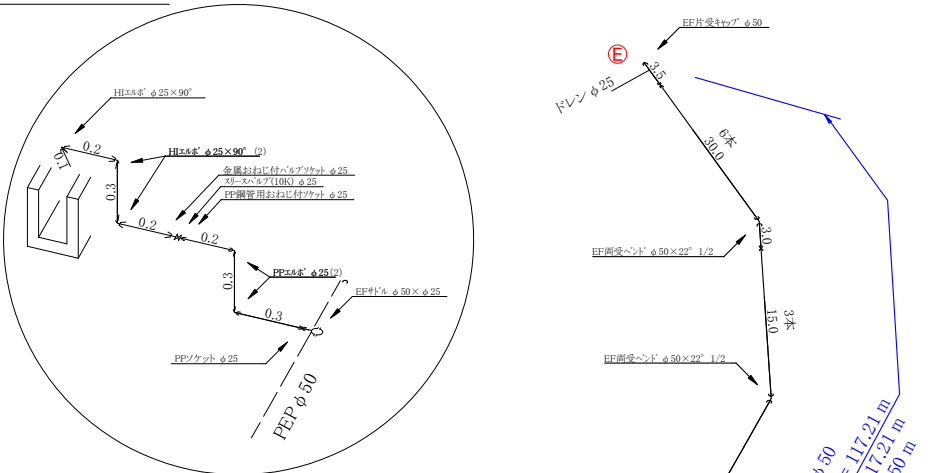 HIエルボ φ25×90°
0.1
0.2
HIエルボ φ25×90° (2)
金属おねじ付バルブソケット φ25
スリースバルブ(10K) φ25
PP鋼管用おねじ付ソケット φ25
0.3
0.2
0.2
PPエルボ φ25(2)
0.3
EFサドル φ50×φ25
0.3
PPソケット φ25
PEP φ50
EF片受キャップ φ50
Ⓔ
3.5
ドレン φ25
6本
30.0
3.0
EF両受ベンド φ50×22° 1/2
3本
15.0
EF両受ベンド φ50×22° 1/2
φ50
= 117.21 m
17.21 m
50 m